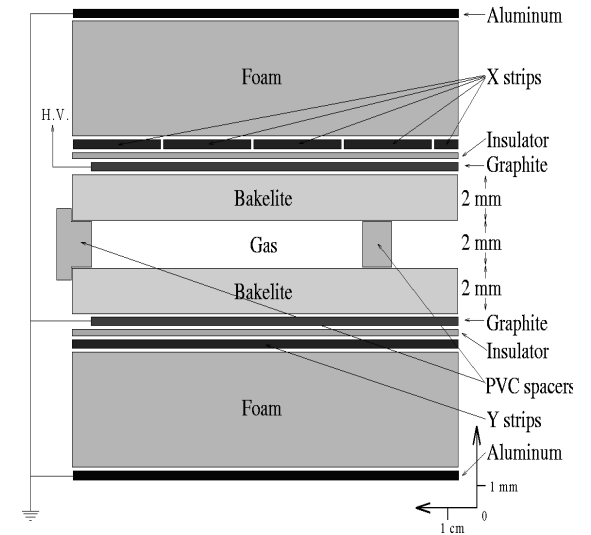 Aluminum
Foam
X strips
H.V.
Insulator
Graphite
Bakelite
2 mm
Gas
2 mm
Bakelite
2 mm
Graphite
Insulator
PVC spacers
Foam
Y strips
Aluminum
1 mm
0
1 cm